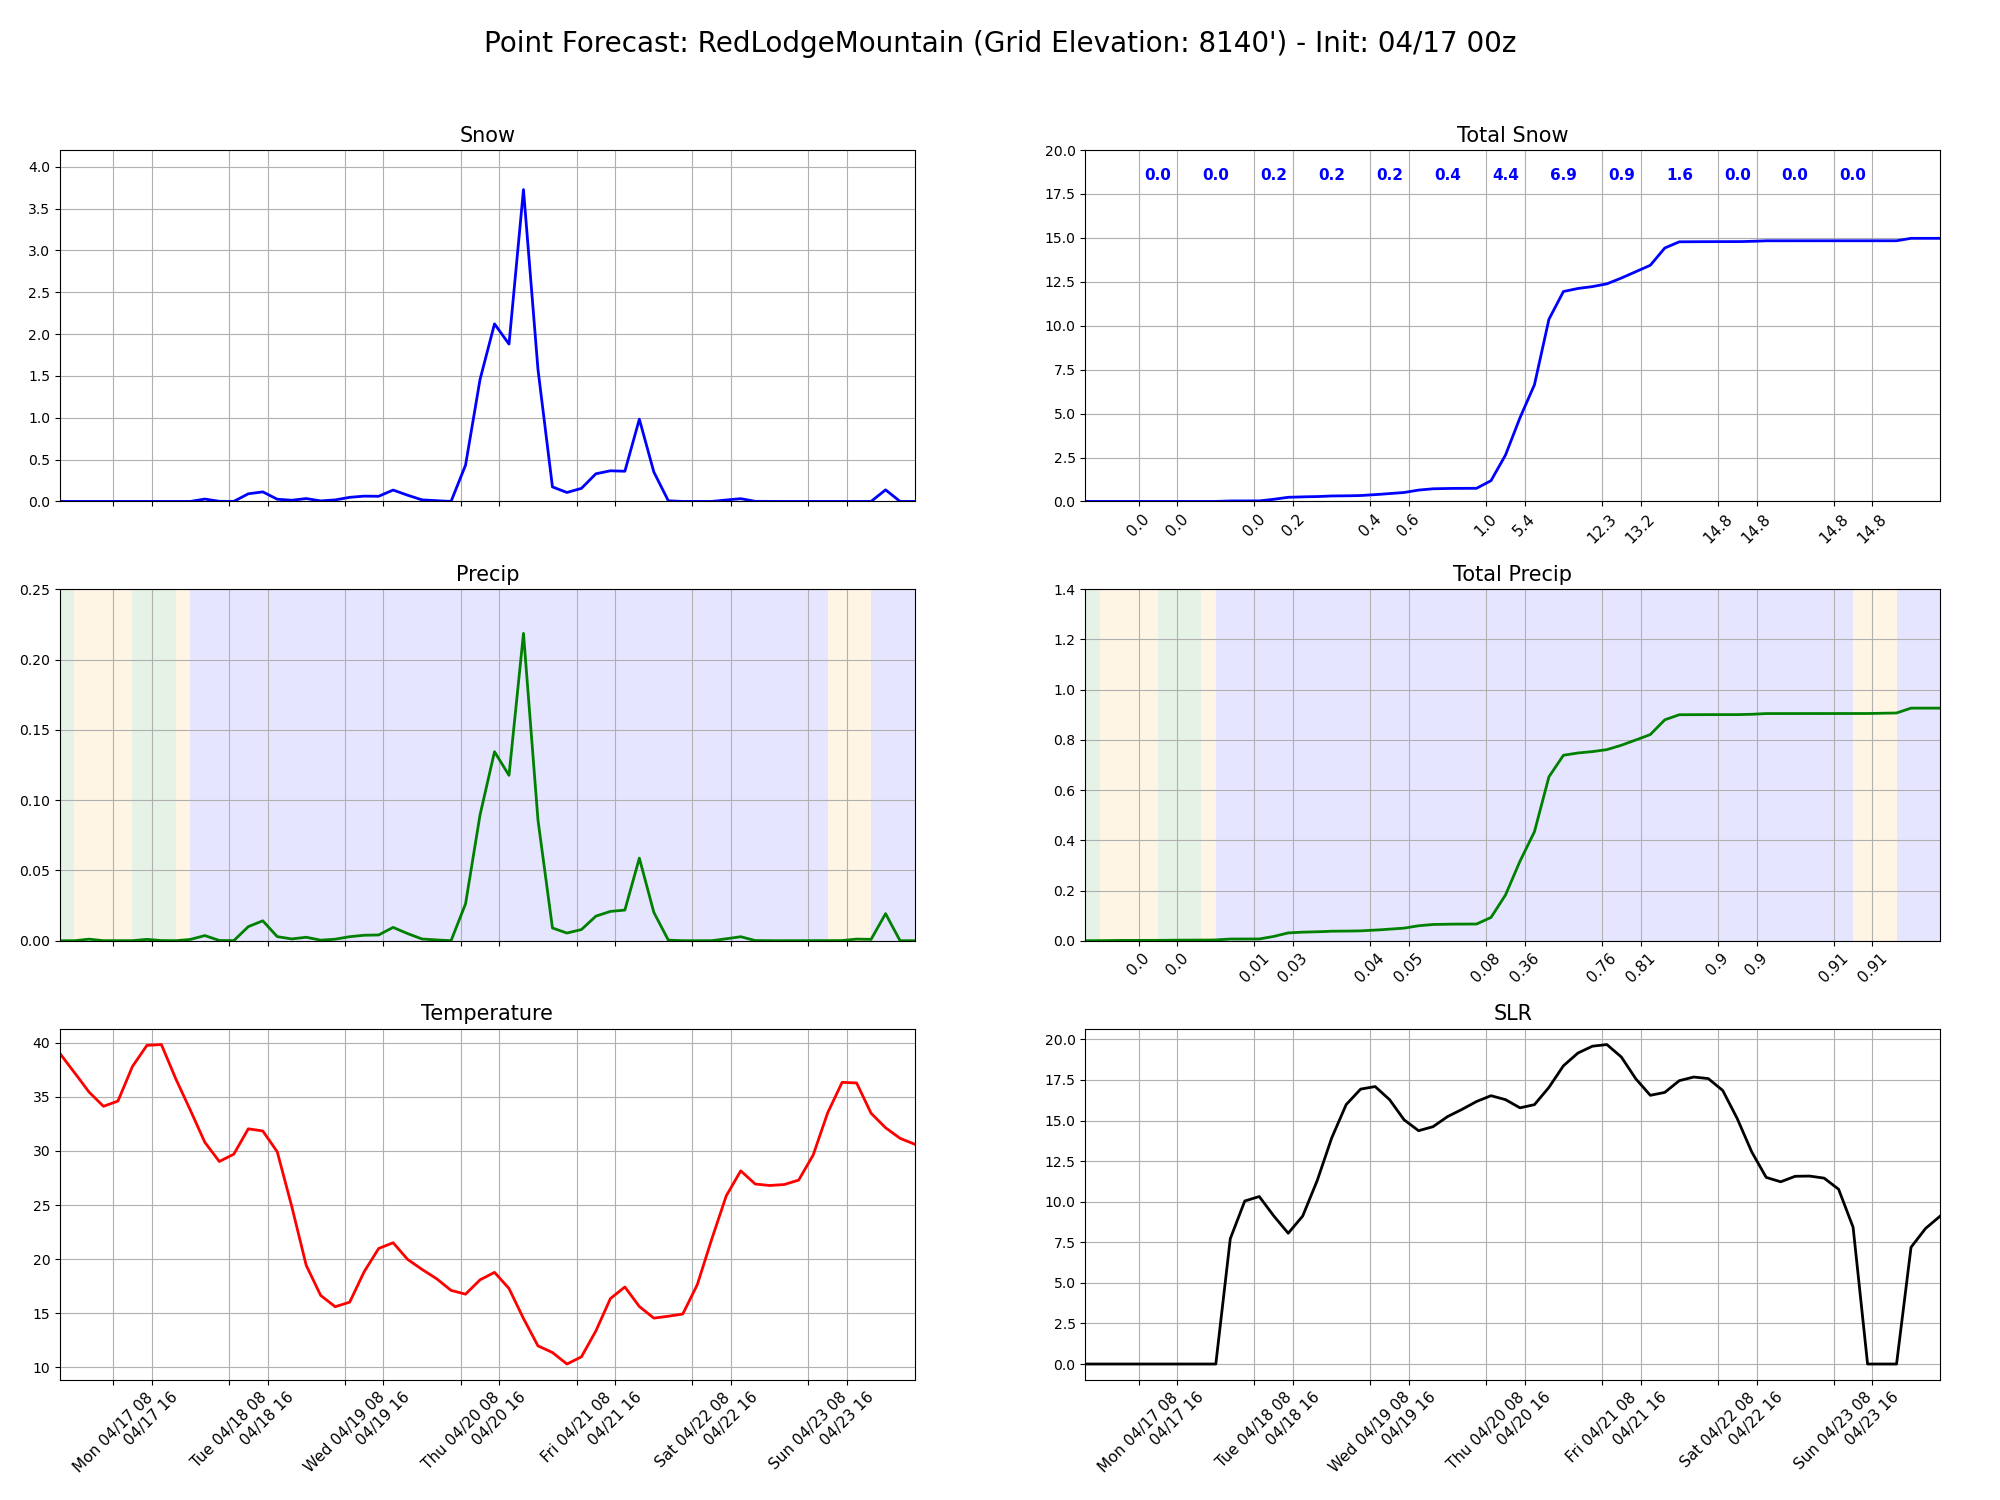 Point Forecast: RedLodgeMountain (Grid Elevation: 8140') - Init: 04/17 00z
Snow
4.0
3.5
3.0
2.5
2.0
1.5
1.0
0.5
0.0
Total Snow
20.0
17.5
15.0
12.5
10.0
7.5
5.0
2.5
0.0
0.0 0.0 0.2 0.2 0.2 0.4 4.4 6.9 0.9 1.6 0.0 0.0 0.0
0.0 0.0 0.0 0.2 0.4 0.6 1.0 5.4 12.3 13.2 14.8 14.8 14.8 14.8
Precip
0.25
0.20
0.15
0.10
0.05
0.00
Total Precip
1.4
1.2
1.0
0.8
0.6
0.4
0.2
0.0
0.0 0.0 0.01 0.03 0.04 0.05 0.08 0.36 0.76 0.81 0.9 0.9 0.91 0.91
Temperature
40
35
30
25
20
15
10
Mon 04/17 08
04/17 16
Tue 04/18 08
04/18 16
Wed 04/19 08
04/19 16
Thu 04/20 08
04/20 16
Fri 04/21 08
04/21 16
Sat 04/22 08
04/22 16
Sun 04/23 08
04/23 16
SLR
20.0
17.5
15.0
12.5
10.0
7.5
5.0
2.5
0.0
Mon 04/17 08
04/17 16
Tue 04/18 08
04/18 16
Wed 04/19 08
04/19 16
Thu 04/20 08
04/20 16
Fri 04/21 08
04/21 16
Sat 04/22 08
04/22 16
Sun 04/23 08
04/23 16